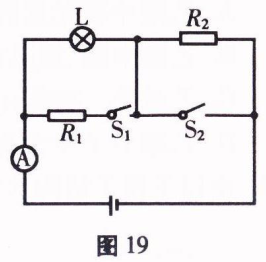 L R₂
R₁ S₁ S₂
A
图 19